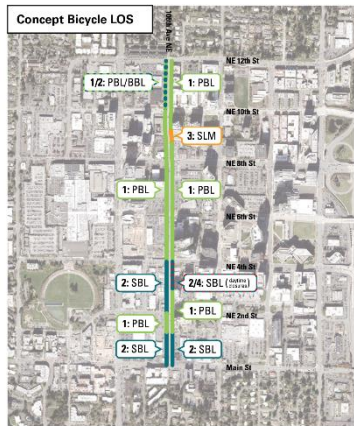 Concept Bicycle LOS
108th Ave NE
NE 12th St
1/2: PBL/BBL
1: PBL
NE 10th St
3: SLM
NE 8th St
1: PBL
1: PBL
NE 6th St
NE 4th St
2: SBL
2/4: SBL (daytime closures)
1: PBL
NE 2nd St
1: PBL
2: SBL
2: SBL
Main St